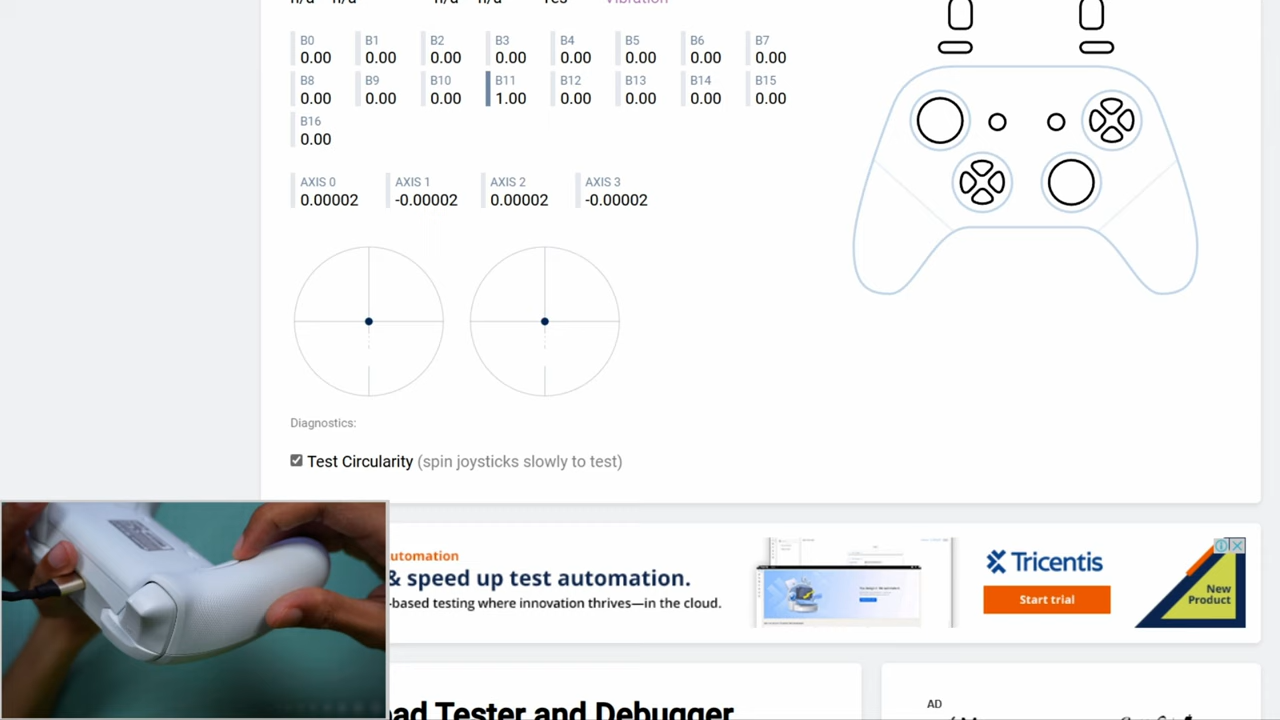 n/a n/a n/a n/a Yes Vibration
B0 B1 B2 B3 B4 B5 B6 B7
0.00 0.00 0.00 0.00 0.00 0.00 0.00 0.00
B8 B9 B10 B11 B12 B13 B14 B15
0.00 0.00 0.00 1.00 0.00 0.00 0.00 0.00
B16
0.00
AXIS 0 AXIS 1 AXIS 2 AXIS 3
0.00002 -0.00002 0.00002 -0.00002
Diagnostics:
Test Circularity (spin joysticks slowly to test)
utomation
& speed up test automation.
-based testing where innovation thrives—in the cloud.
Tricentis
Start trial
New
Product
ad Tester and Debugger
AD